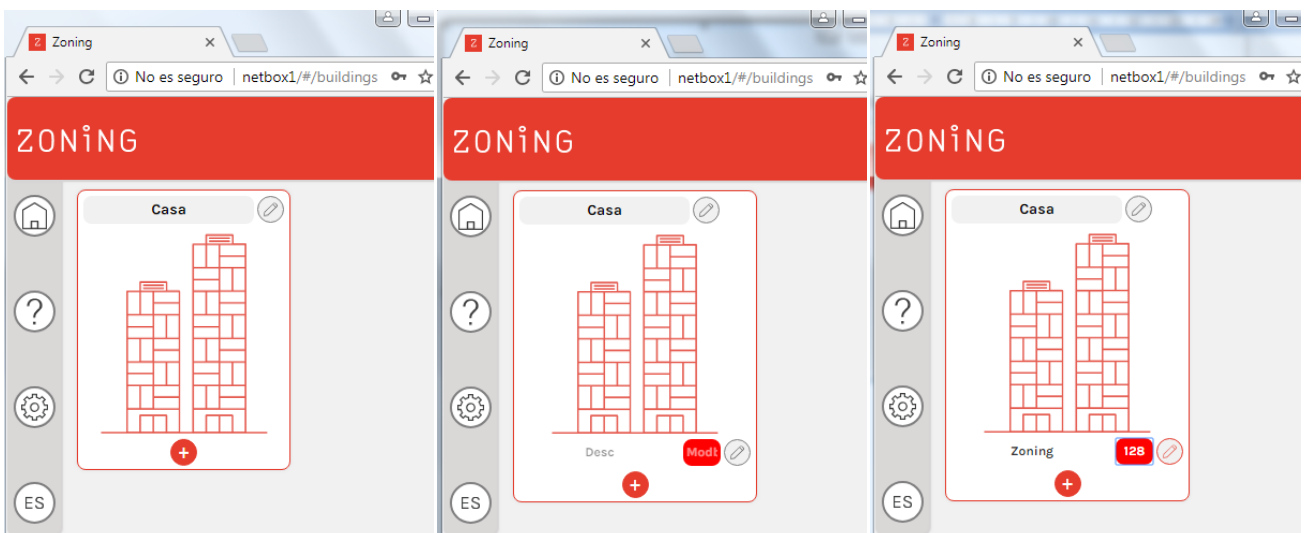 Zoning
No es seguro | netbox1/#/buildings
ZONiNG
Casa
+
ES
Zoning
No es seguro | netbox1/#/buildings
ZONiNG
Casa
Desc
+
ES
Zoning
No es seguro | netbox1/#/buildings
ZONiNG
Casa
Zoning 128
+
ES